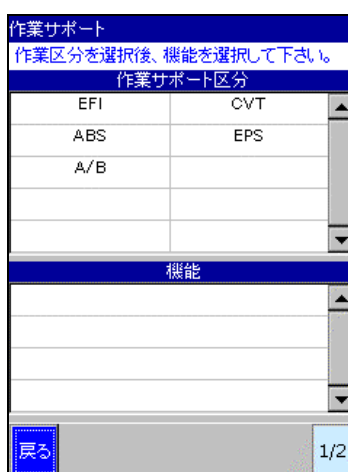 作業サポート
作業区分を選択後、機能を選択して下さい。
作業サポート区分
EFI CVT
ABS EPS
A/B
機能
戻る 1/2